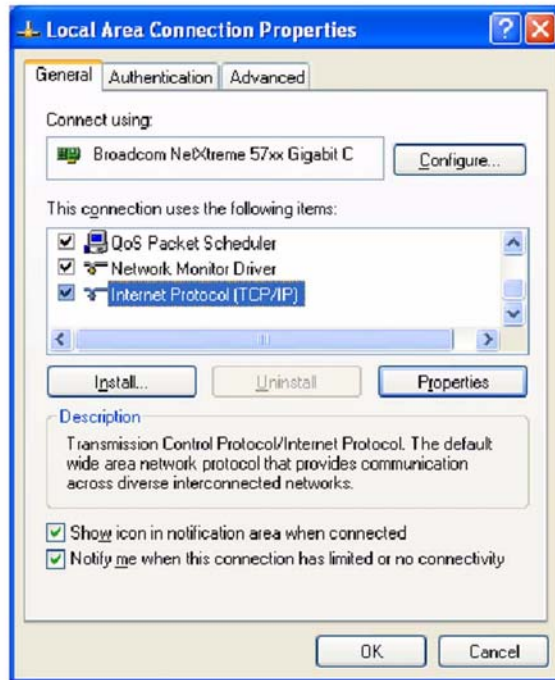 Local Area Connection Properties
General Authentication Advanced
Connect using:
Broadcom NetXtreme 57xx Gigabit C
Configure...
This connection uses the following items:
QoS Packet Scheduler
Network Monitor Driver
Internet Protocol (TCP/IP)
Install... Uninstall Properties
Description
Transmission Control Protocol/Internet Protocol. The default
wide area network protocol that provides communication
across diverse interconnected networks.
Show icon in notification area when connected
Notify me when this connection has limited or no connectivity
OK Cancel